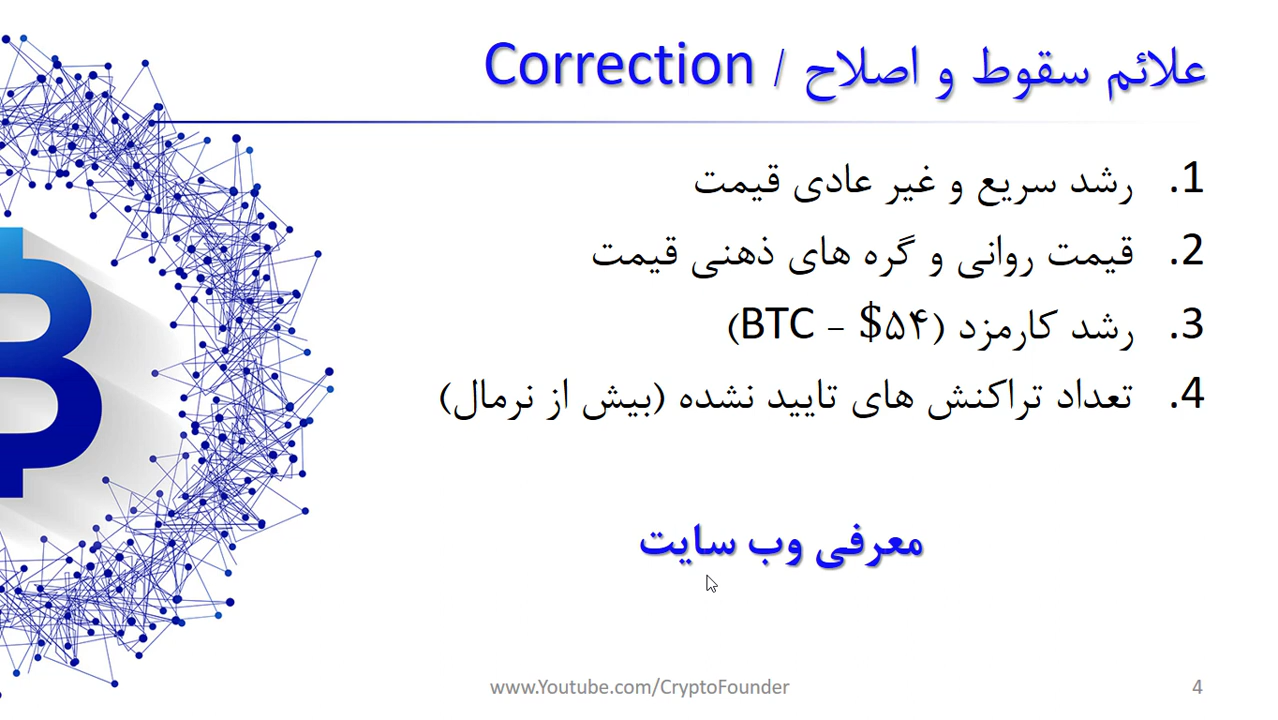 علائم سقوط و اصلاح / Correction
1. رشد سریع و غیر عادی قیمت
2. قیمت روانی و گره های ذهنی قیمت
3. رشد کارمزد (۵۴$ – BTC)
4. تعداد تراکنش های تایید نشده (بیش از نرمال)
معرفی وب سایت
www.Youtube.com/CryptoFounder
4